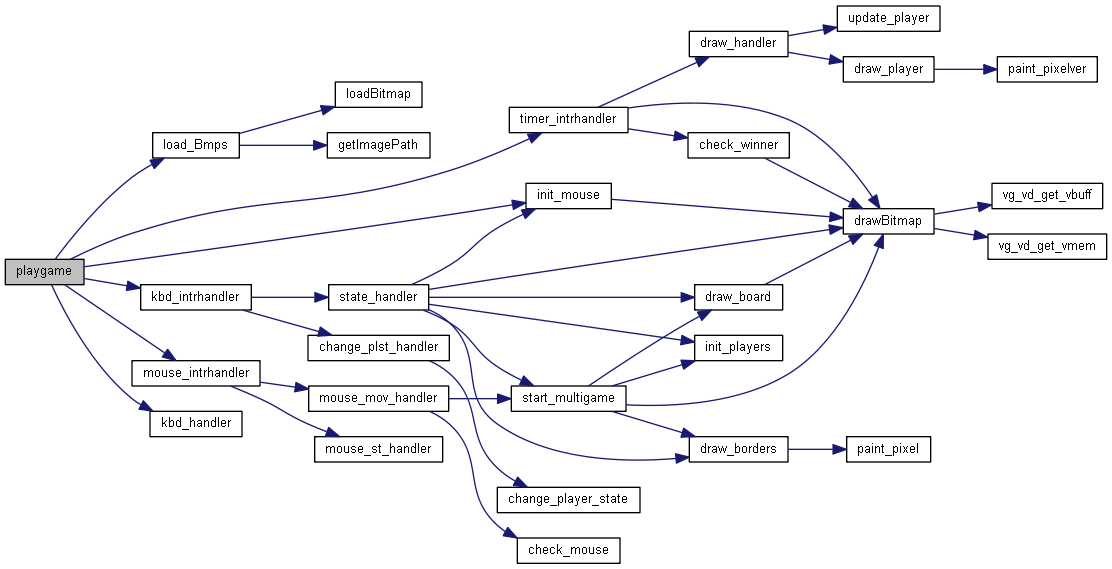 update_player
draw_handler
draw_player
paint_pixelver
loadBitmap
timer_intrhandler
load_Bmps
getImagePath
check_winner
init_mouse
vg_vd_get_vbuff
drawBitmap
vg_vd_get_vmem
playgame
kbd_intrhandler
state_handler
draw_board
change_plst_handler
init_players
mouse_intrhandler
mouse_mov_handler
start_multigame
kbd_handler
mouse_st_handler
draw_borders
paint_pixel
change_player_state
check_mouse